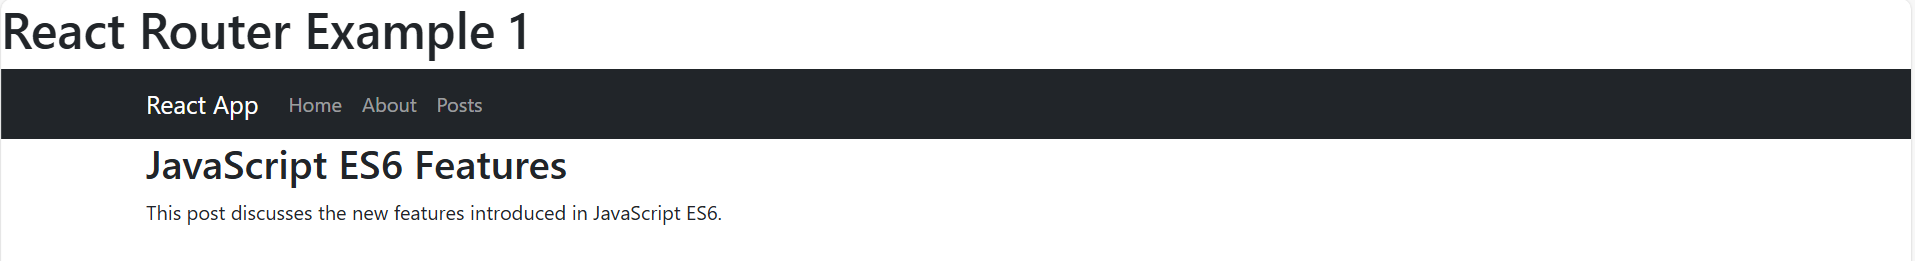 React Router Example 1
React App Home About Posts
JavaScript ES6 Features
This post discusses the new features introduced in JavaScript ES6.